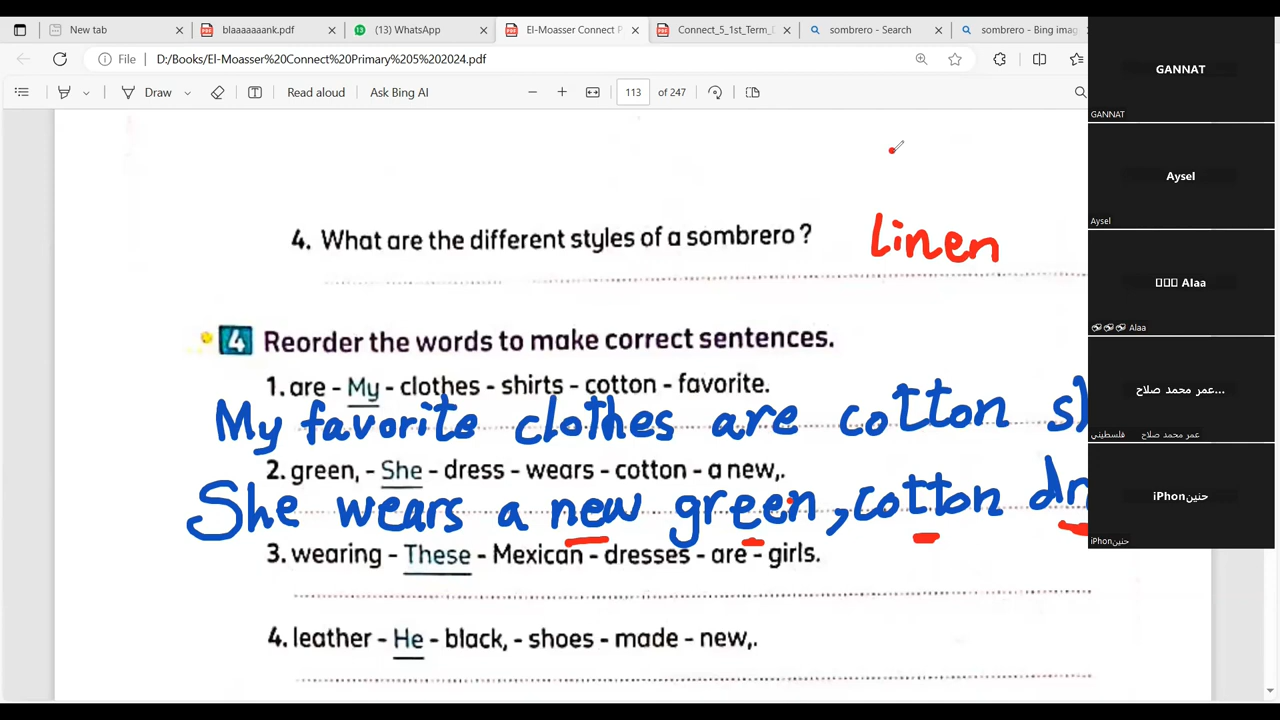 New tab
blaaaaaank.pdf
(13) WhatsApp
El-Moasser Connect P
Connect_5_1st_Term_
sombrero - Search
sombrero - Bing imag
File D:/Books/El-Moasser%20Connect%20Primary%205%202024.pdf
Draw
Read aloud
Ask Bing AI
113 of 247
GANNAT
GANNAT
Aysel
Aysel
Alaa
Alaa
عمر محمد صلاح...
عمر محمد صلاح فلسطيني
iPhonحنين
iPhonحنين
4. What are the different styles of a sombrero ?
linen
4 Reorder the words to make correct sentences.
1. are - My - clothes - shirts - cotton - favorite.
My favorite clothes are cotton sh
2. green, - She - dress - wears - cotton - a new,.
She wears a new green, cotton dr
3. wearing - These - Mexican - dresses - are - girls.
4. leather - He - black, - shoes - made - new,.